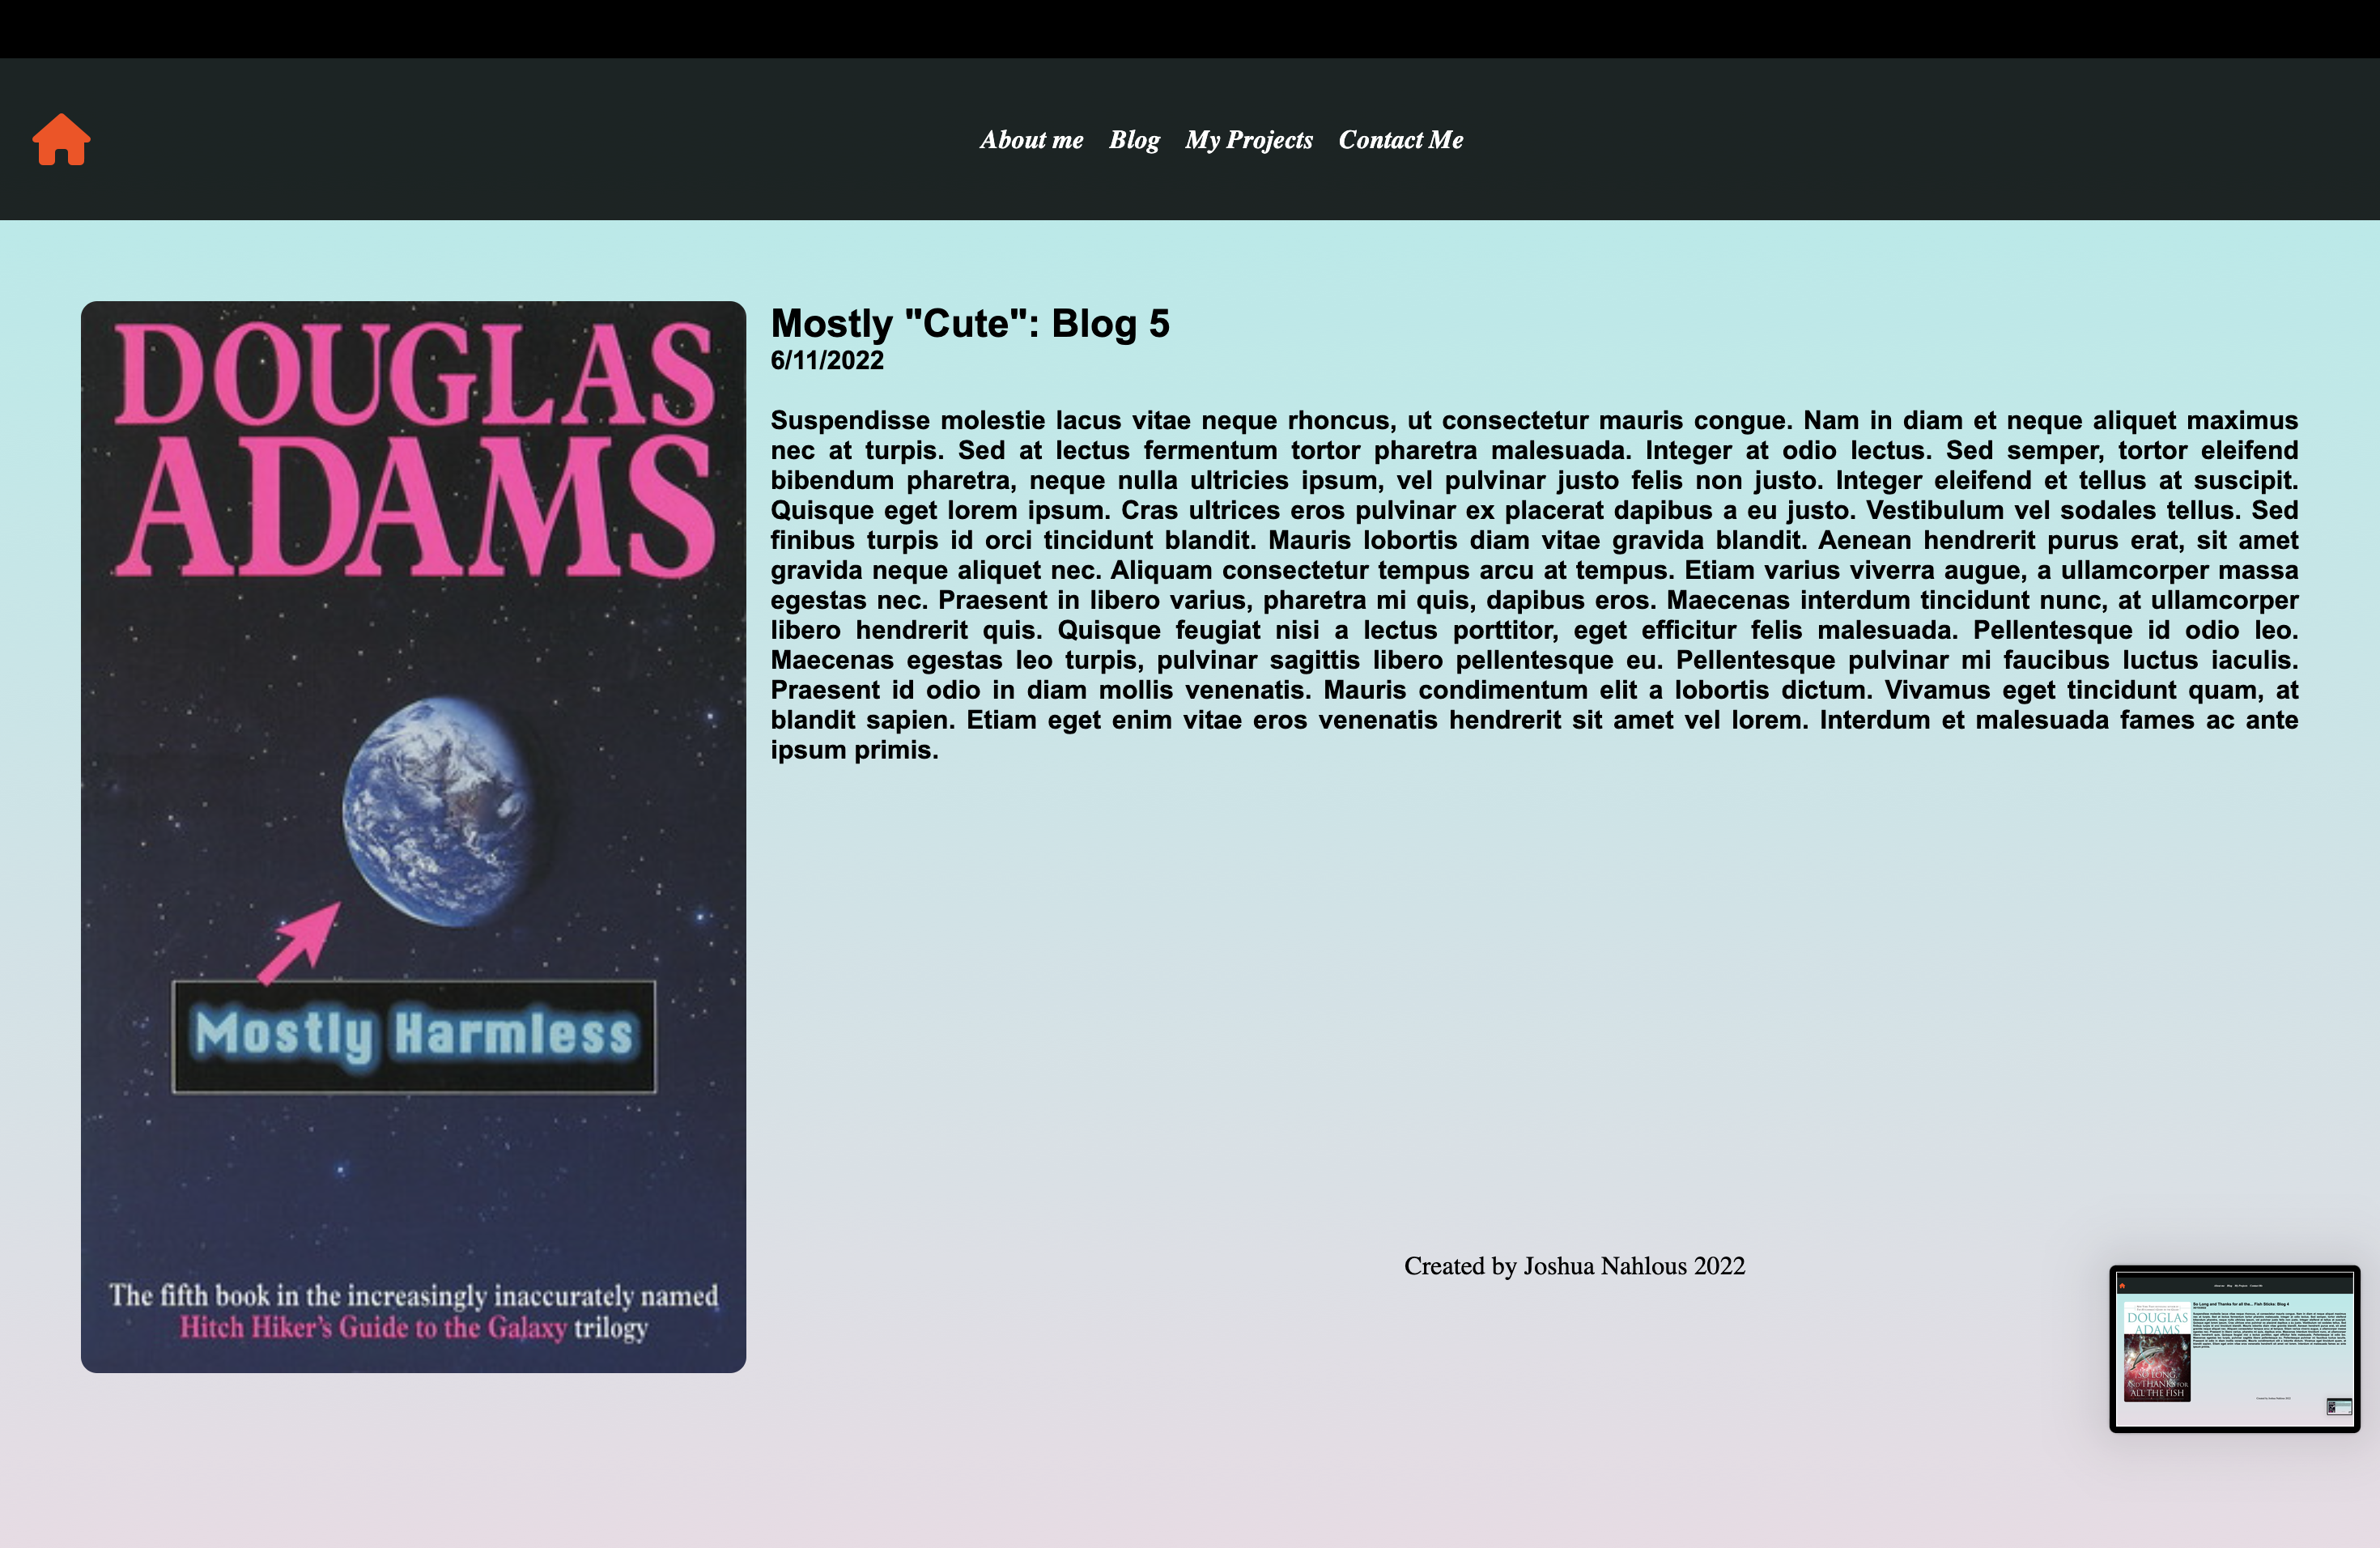 About me Blog My Projects Contact Me
DOUGLAS
ADAMS
Mostly Harmless
The fifth book in the increasingly inaccurately named
Hitch Hiker's Guide to the Galaxy trilogy
Mostly "Cute": Blog 5
6/11/2022
Suspendisse molestie lacus vitae neque rhoncus, ut consectetur mauris congue. Nam in diam et neque aliquet maximus
nec at turpis. Sed at lectus fermentum tortor pharetra malesuada. Integer at odio lectus. Sed semper, tortor eleifend
bibendum pharetra, neque nulla ultricies ipsum, vel pulvinar justo felis non justo. Integer eleifend et tellus at suscipit.
Quisque eget lorem ipsum. Cras ultrices eros pulvinar ex placerat dapibus a eu justo. Vestibulum vel sodales tellus. Sed
finibus turpis id orci tincidunt blandit. Mauris lobortis diam vitae gravida blandit. Aenean hendrerit purus erat, sit amet
gravida neque aliquet nec. Aliquam consectetur tempus arcu at tempus. Etiam varius viverra augue, a ullamcorper massa
egestas nec. Praesent in libero varius, pharetra mi quis, dapibus eros. Maecenas interdum tincidunt nunc, at ullamcorper
libero hendrerit quis. Quisque feugiat nisi a lectus porttitor, eget efficitur felis malesuada. Pellentesque id odio leo.
Maecenas egestas leo turpis, pulvinar sagittis libero pellentesque eu. Pellentesque pulvinar mi faucibus luctus iaculis.
Praesent id odio in diam mollis venenatis. Mauris condimentum elit a lobortis dictum. Vivamus eget tincidunt quam, at
blandit sapien. Etiam eget enim vitae eros venenatis hendrerit sit amet vel lorem. Interdum et malesuada fames ac ante
ipsum primis.
Created by Joshua Nahlous 2022
So Long and Thanks for all the... Fish Sticks: Blog 4
DOUGLAS
ADAMS
SO LONG,
AND THANKS FOR
ALL THE FISH